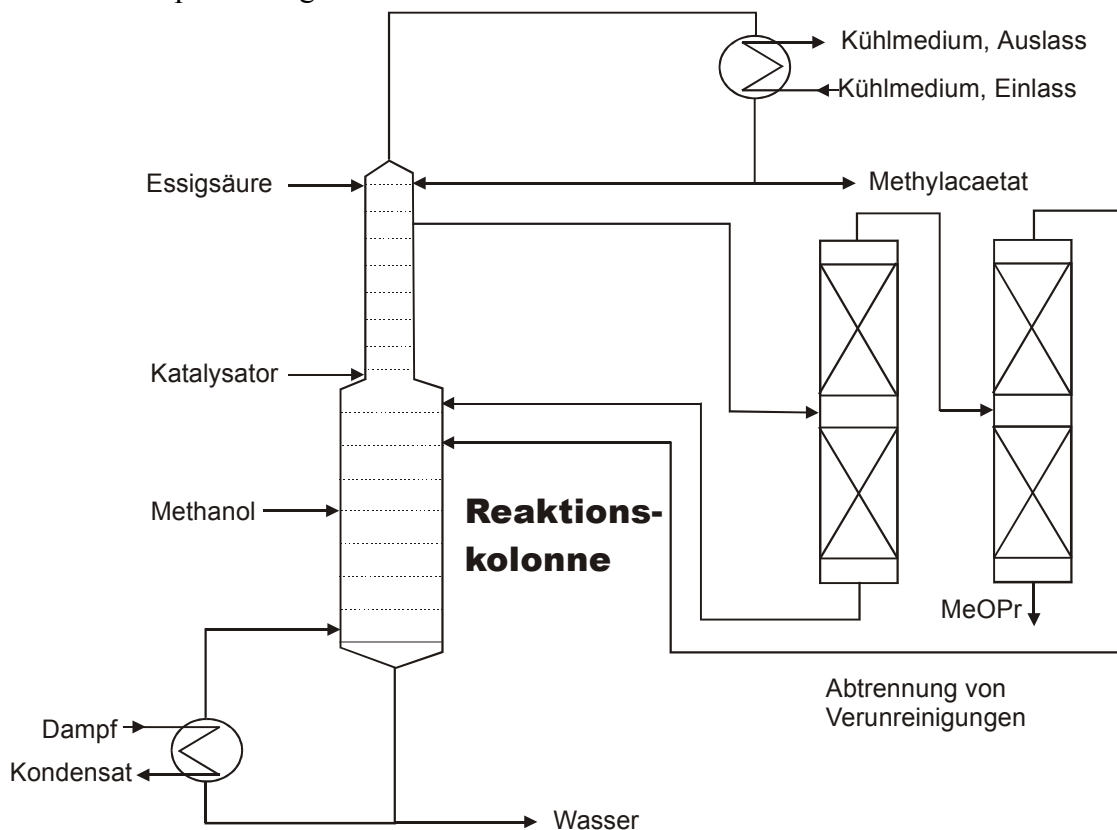 Kühlmedium, Auslass
Kühlmedium, Einlass
Essigsäure
Methylacaetat
Katalysator
Methanol
Reaktions-
kolonne
MeOPr
Abtrennung von
Verunreinigungen
Dampf
Kondensat
Wasser